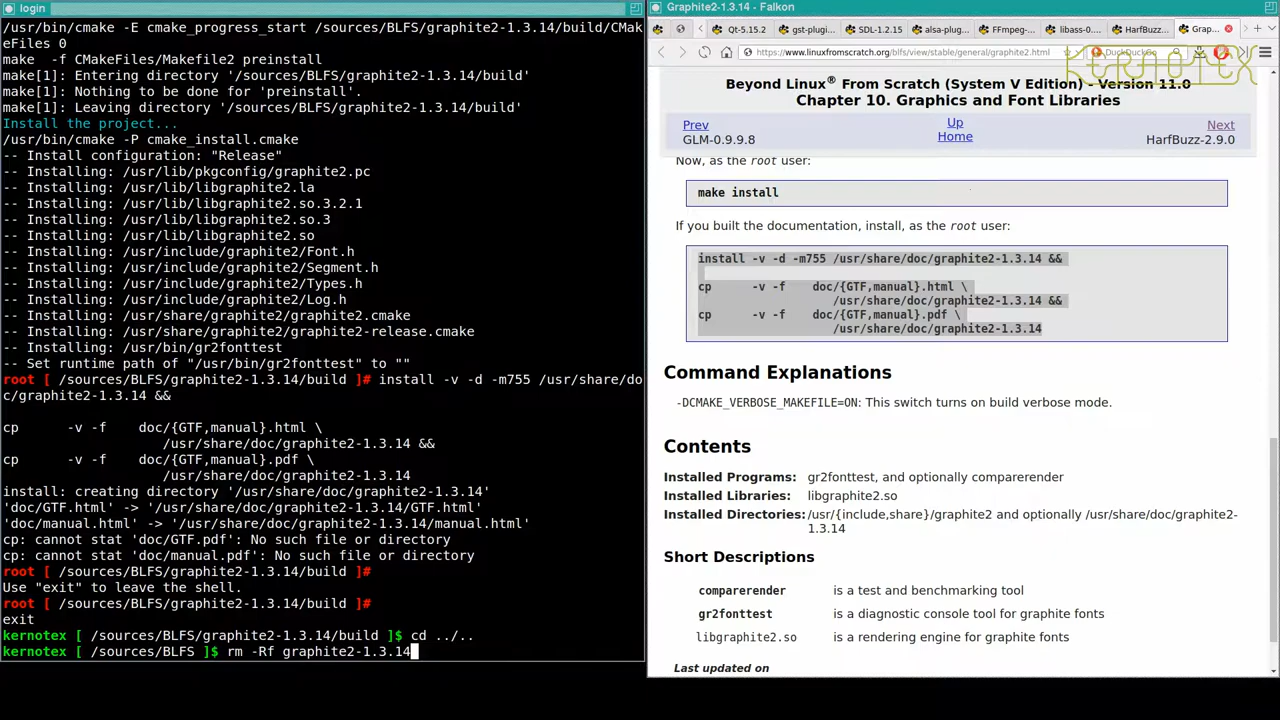 login
/usr/bin/cmake -E cmake_progress_start /sources/BLFS/graphite2-1.3.14/build/CMak
eFiles 0
make  -f CMakeFiles/Makefile2 preinstall
make[1]: Entering directory '/sources/BLFS/graphite2-1.3.14/build'
make[1]: Nothing to be done for 'preinstall'.
make[1]: Leaving directory '/sources/BLFS/graphite2-1.3.14/build'
Install the project...
/usr/bin/cmake -P cmake_install.cmake
-- Install configuration: "Release"
-- Installing: /usr/lib/pkgconfig/graphite2.pc
-- Installing: /usr/lib/libgraphite2.la
-- Installing: /usr/lib/libgraphite2.so.3.2.1
-- Installing: /usr/lib/libgraphite2.so.3
-- Installing: /usr/lib/libgraphite2.so
-- Installing: /usr/include/graphite2/Font.h
-- Installing: /usr/include/graphite2/Segment.h
-- Installing: /usr/include/graphite2/Types.h
-- Installing: /usr/include/graphite2/Log.h
-- Installing: /usr/share/graphite2/graphite2.cmake
-- Installing: /usr/share/graphite2/graphite2-release.cmake
-- Installing: /usr/bin/gr2fonttest
-- Set runtime path of "/usr/bin/gr2fonttest" to ""
root [ /sources/BLFS/graphite2-1.3.14/build ]# install -v -d -m755 /usr/share/do
c/graphite2-1.3.14 &&
cp      -v -f    doc/{GTF,manual}.html \
                    /usr/share/doc/graphite2-1.3.14 &&
cp      -v -f    doc/{GTF,manual}.pdf \
                    /usr/share/doc/graphite2-1.3.14
install: creating directory '/usr/share/doc/graphite2-1.3.14'
'doc/GTF.html' -> '/usr/share/doc/graphite2-1.3.14/GTF.html'
'doc/manual.html' -> '/usr/share/doc/graphite2-1.3.14/manual.html'
cp: cannot stat 'doc/GTF.pdf': No such file or directory
cp: cannot stat 'doc/manual.pdf': No such file or directory
root [ /sources/BLFS/graphite2-1.3.14/build ]#
Use "exit" to leave the shell.
root [ /sources/BLFS/graphite2-1.3.14/build ]#
exit
kernotex [ /sources/BLFS/graphite2-1.3.14/build ]$ cd ../..
kernotex [ /sources/BLFS ]$ rm -Rf graphite2-1.3.14
Graphite2-1.3.14 - Falkon
Qt-5.15.2 gst-plug... SDL-1.2.15 alsa-plug... FFmpeg-... libass-0.... HarfBuzz... Grap...
https://www.linuxfromscratch.org/blfs/view/stable/general/graphite2.html DuckDuckGo
KERNOTEX
Beyond Linux® From Scratch (System V Edition) - Version 11.0
Chapter 10. Graphics and Font Libraries
Prev Up Next
GLM-0.9.9.8 Home HarfBuzz-2.9.0
Now, as the root user:
make install
If you built the documentation, install, as the root user:
install -v -d -m755 /usr/share/doc/graphite2-1.3.14 &&
cp      -v -f    doc/{GTF,manual}.html \
                    /usr/share/doc/graphite2-1.3.14 &&
cp      -v -f    doc/{GTF,manual}.pdf \
                    /usr/share/doc/graphite2-1.3.14
Command Explanations
-DCMAKE_VERBOSE_MAKEFILE=ON: This switch turns on build verbose mode.
Contents
Installed Programs: gr2fonttest, and optionally comparerender
Installed Libraries: libgraphite2.so
Installed Directories: /usr/{include,share}/graphite2 and optionally /usr/share/doc/graphite2-
1.3.14
Short Descriptions
comparerender is a test and benchmarking tool
gr2fonttest is a diagnostic console tool for graphite fonts
libgraphite2.so is a rendering engine for graphite fonts
Last updated on